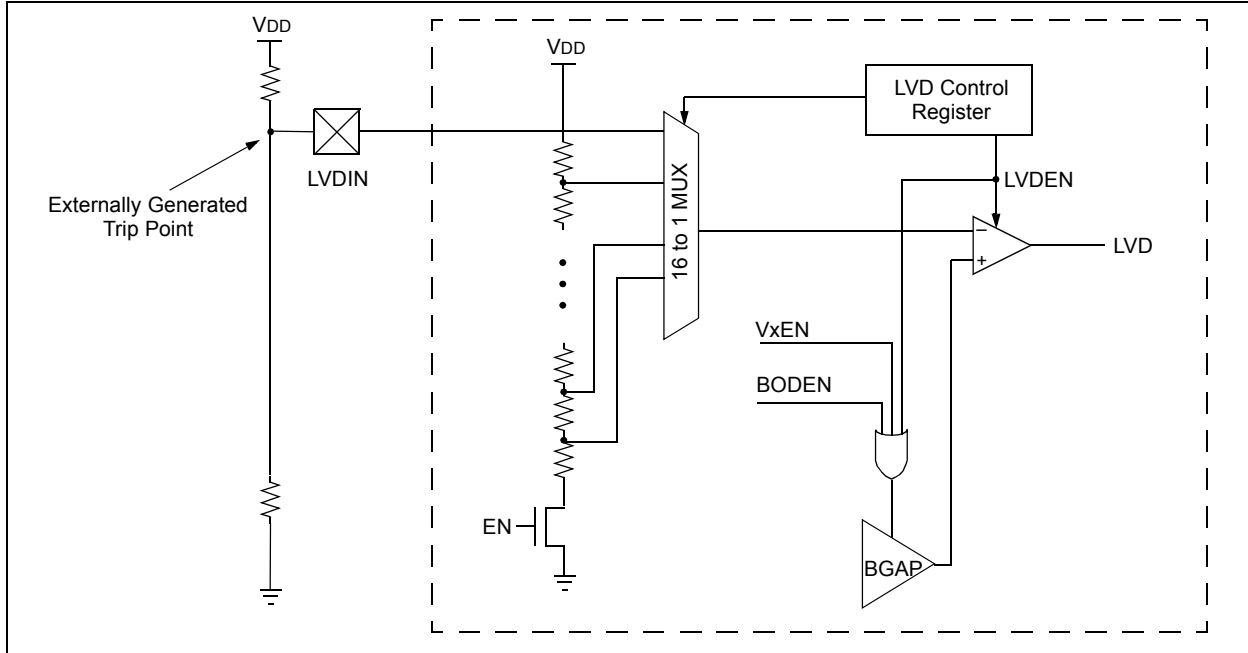 VDD
VDD
LVD Control
Register
LVDIN
16 to 1 MUX
LVDEN
Externally Generated
Trip Point
−
+
LVD
VxEN
BODEN
EN
BGAP